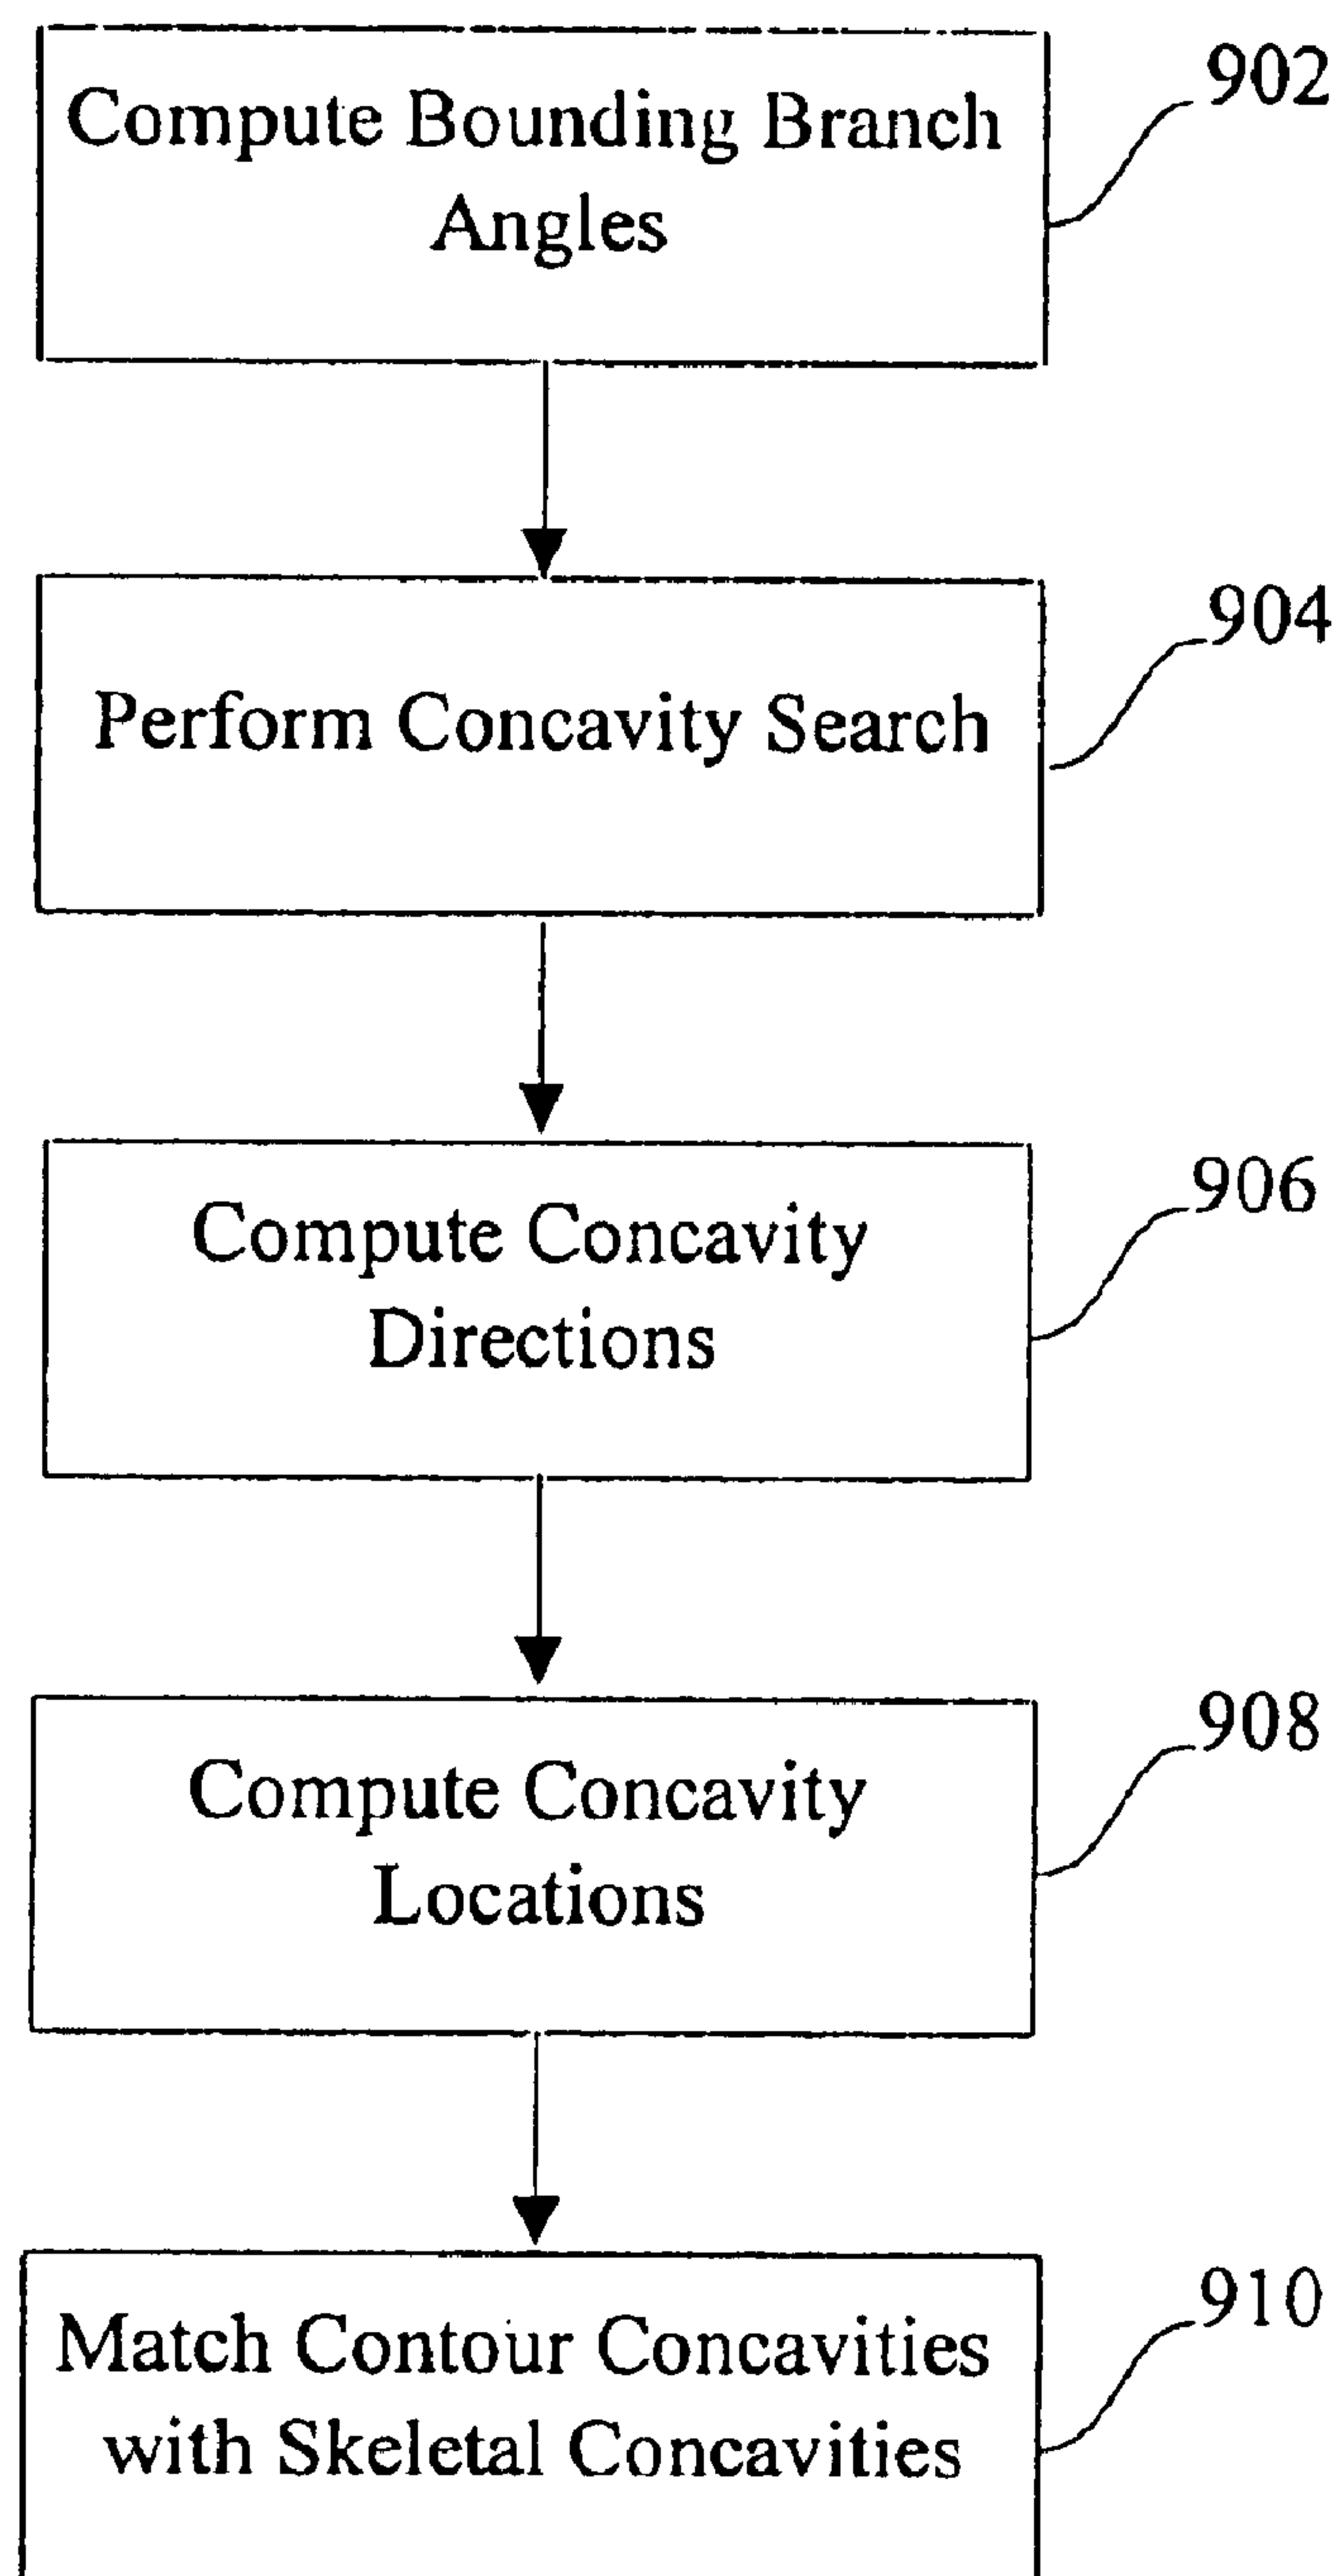 Compute Bounding Branch
Angles
902
Perform Concavity Search
904
Compute Concavity
Directions
906
Compute Concavity
Locations
908
Match Contour Concavities
with Skeletal Concavities
910